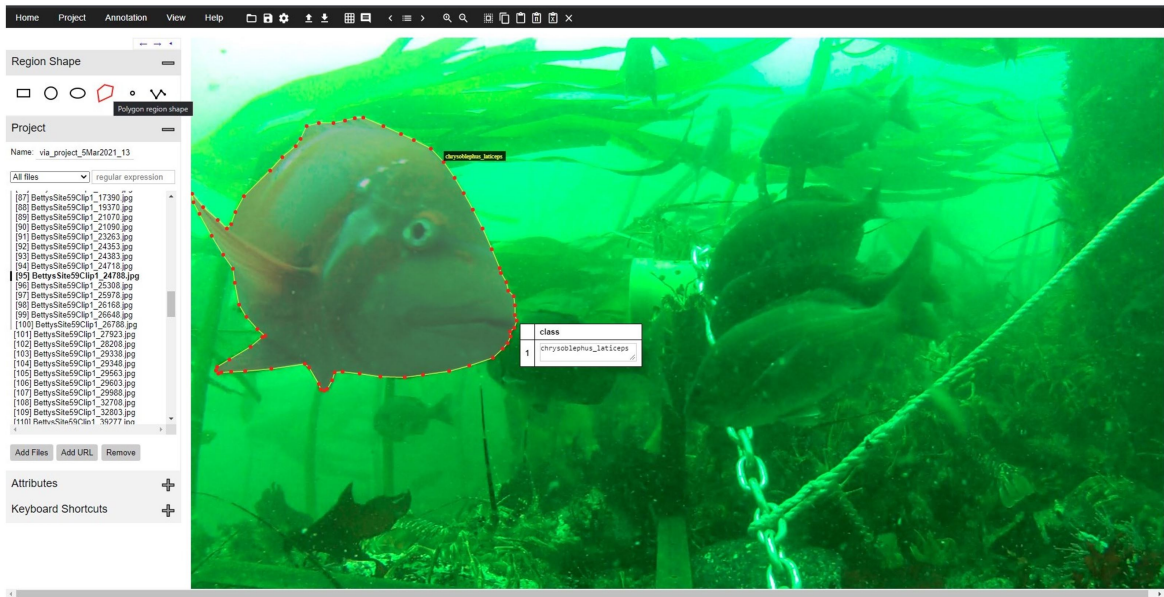 Home Project Annotation View Help
Region Shape
Polygon region shape
Project
Name: via_project_5Mar2021_13
All files regular expression
[87] BettysSite59Clip1_17390.jpg
[88] BettysSite59Clip1_19370.jpg
[89] BettysSite59Clip1_21070.jpg
[90] BettysSite59Clip1_21090.jpg
[91] BettysSite59Clip1_23263.jpg
[92] BettysSite59Clip1_24353.jpg
[93] BettysSite59Clip1_24383.jpg
[94] BettysSite59Clip1_24718.jpg
[95] BettysSite59Clip1_24788.jpg
[96] BettysSite59Clip1_25308.jpg
[97] BettysSite59Clip1_25978.jpg
[98] BettysSite59Clip1_26168.jpg
[99] BettysSite59Clip1_26648.jpg
[100] BettysSite59Clip1_26788.jpg
[101] BettysSite59Clip1_27923.jpg
[102] BettysSite59Clip1_28208.jpg
[103] BettysSite59Clip1_29338.jpg
[104] BettysSite59Clip1_29348.jpg
[105] BettysSite59Clip1_29563.jpg
[106] BettysSite59Clip1_29603.jpg
[107] BettysSite59Clip1_29988.jpg
[108] BettysSite59Clip1_32708.jpg
[109] BettysSite59Clip1_32803.jpg
[110] BettysSite59Clip1_39277.jpg
Add Files Add URL Remove
Attributes
Keyboard Shortcuts
chrysoblephus_laticeps
class
1 chrysoblephus_laticeps